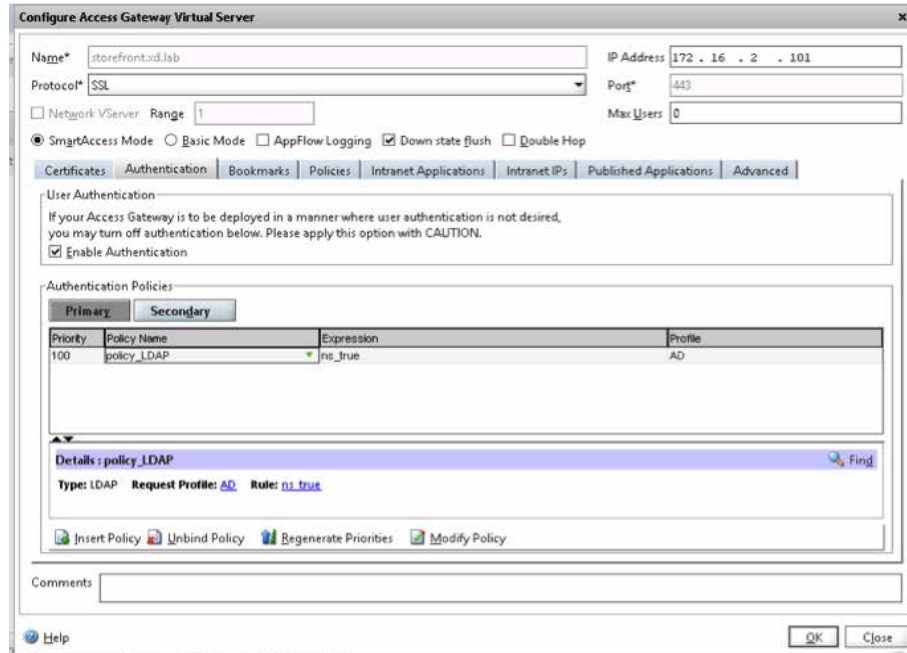 Configure Access Gateway Virtual Server
Name* storefront.xd.lab IP Address 172 . 16 . 2 . 101
Protocol* SSL Port* 443
Network VServer Range 1 Max Users 0
SmartAccess Mode Basic Mode AppFlow Logging Down state flush Double Hop
Certificates Authentication Bookmarks Policies Intranet Applications Intranet IPs Published Applications Advanced
User Authentication
If your Access Gateway is to be deployed in a manner where user authentication is not desired,
you may turn off authentication below. Please apply this option with CAUTION.
Enable Authentication
Authentication Policies
Primary Secondary
Priority Policy Name Expression Profile
100 policy_LDAP ns_true AD
Details : policy_LDAP Find
Type: LDAP Request Profile: AD Rule: ns_true
Insert Policy Unbind Policy Regenerate Priorities Modify Policy
Comments
Help OK Close